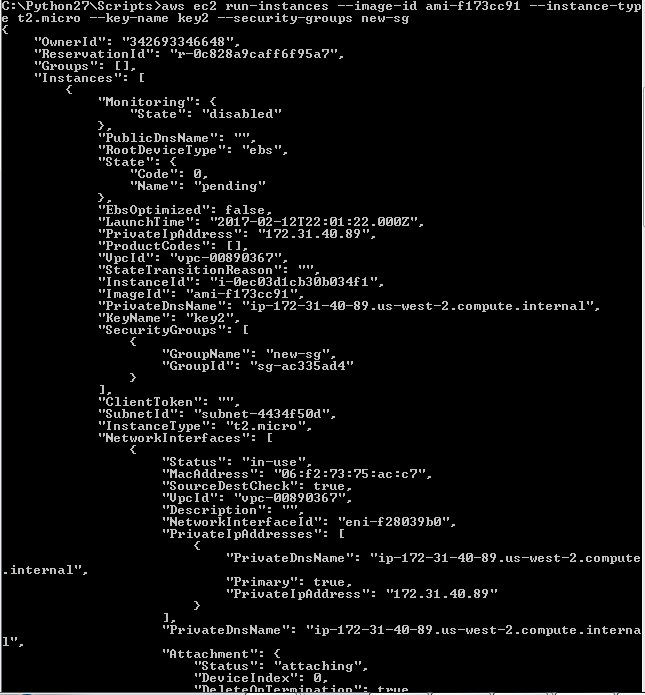 C:\Python27\Scripts>aws ec2 run-instances --image-id ami-f173cc91 --instance-typ
e t2.micro --key-name key2 --security-groups new-sg
{
    "OwnerId": "342693346648",
    "ReservationId": "r-0c828a9caff6f95a7",
    "Groups": [],
    "Instances": [
        {
            "Monitoring": {
                "State": "disabled"
            },
            "PublicDnsName": "",
            "RootDeviceType": "ebs",
            "State": {
                "Code": 0,
                "Name": "pending"
            },
            "EbsOptimized": false,
            "LaunchTime": "2017-02-12T22:01:22.000Z",
            "PrivateIpAddress": "172.31.40.89",
            "ProductCodes": [],
            "VpcId": "vpc-00890367",
            "StateTransitionReason": "",
            "InstanceId": "i-0ec03d1cb30b034f1",
            "ImageId": "ami-f173cc91",
            "PrivateDnsName": "ip-172-31-40-89.us-west-2.compute.internal",
            "KeyName": "key2",
            "SecurityGroups": [
                {
                    "GroupName": "new-sg",
                    "GroupId": "sg-ac335ad4"
                }
            ],
            "ClientToken": "",
            "SubnetId": "subnet-4434f50d",
            "InstanceType": "t2.micro",
            "NetworkInterfaces": [
                {
                    "Status": "in-use",
                    "MacAddress": "06:f2:73:75:ac:c7",
                    "SourceDestCheck": true,
                    "VpcId": "vpc-00890367",
                    "Description": "",
                    "NetworkInterfaceId": "eni-f28039b0",
                    "PrivateIpAddresses": [
                        {
                            "PrivateDnsName": "ip-172-31-40-89.us-west-2.compute
.internal",
                            "Primary": true,
                            "PrivateIpAddress": "172.31.40.89"
                        }
                    ],
                    "PrivateDnsName": "ip-172-31-40-89.us-west-2.compute.interna
l",
                    "Attachment": {
                        "Status": "attaching",
                        "DeviceIndex": 0,
                        "DeleteOnTermination": true